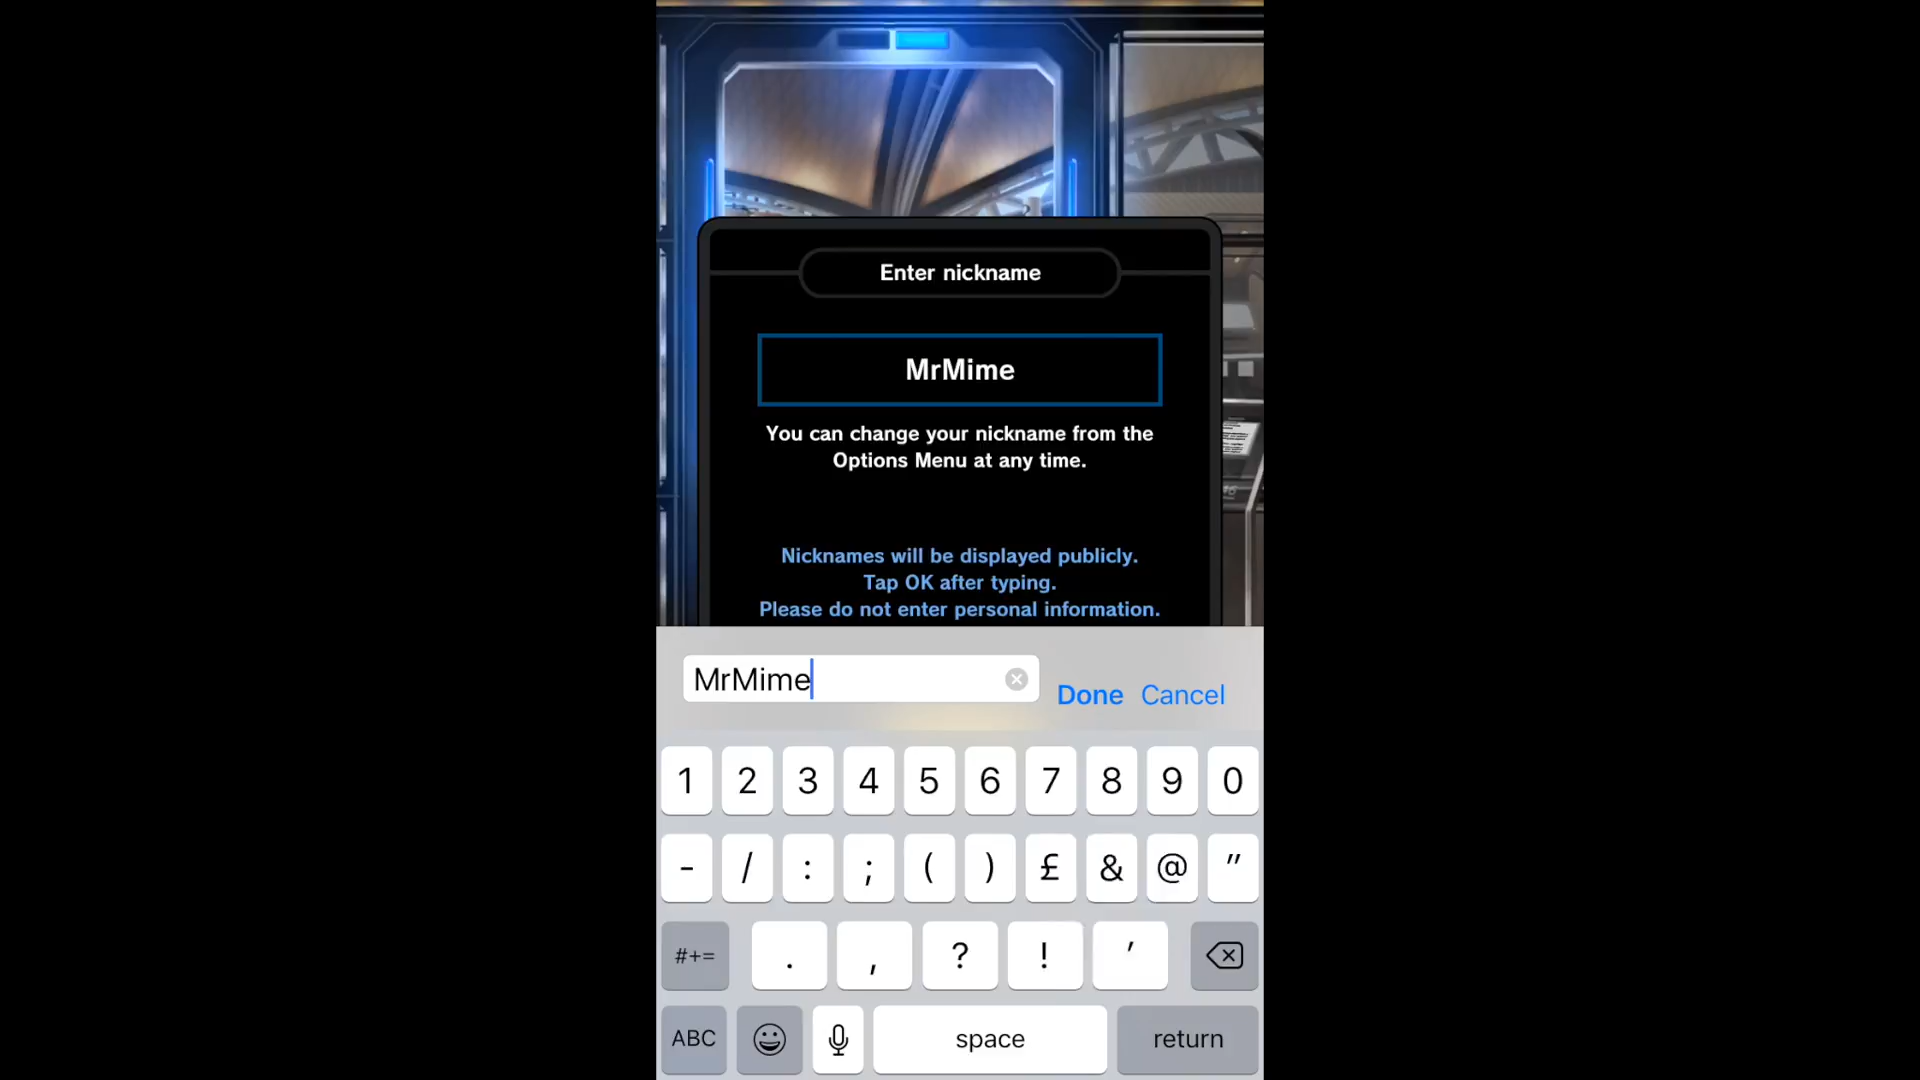 Enter nickname
MrMime
You can change your nickname from the
Options Menu at any time.
Nicknames will be displayed publicly.
Tap OK after typing.
Please do not enter personal information.
MrMime
Done Cancel
1 2 3 4 5 6 7 8 9 0
- / : ; ( ) £ & @ "
#+= . , ? ! '
ABC space return